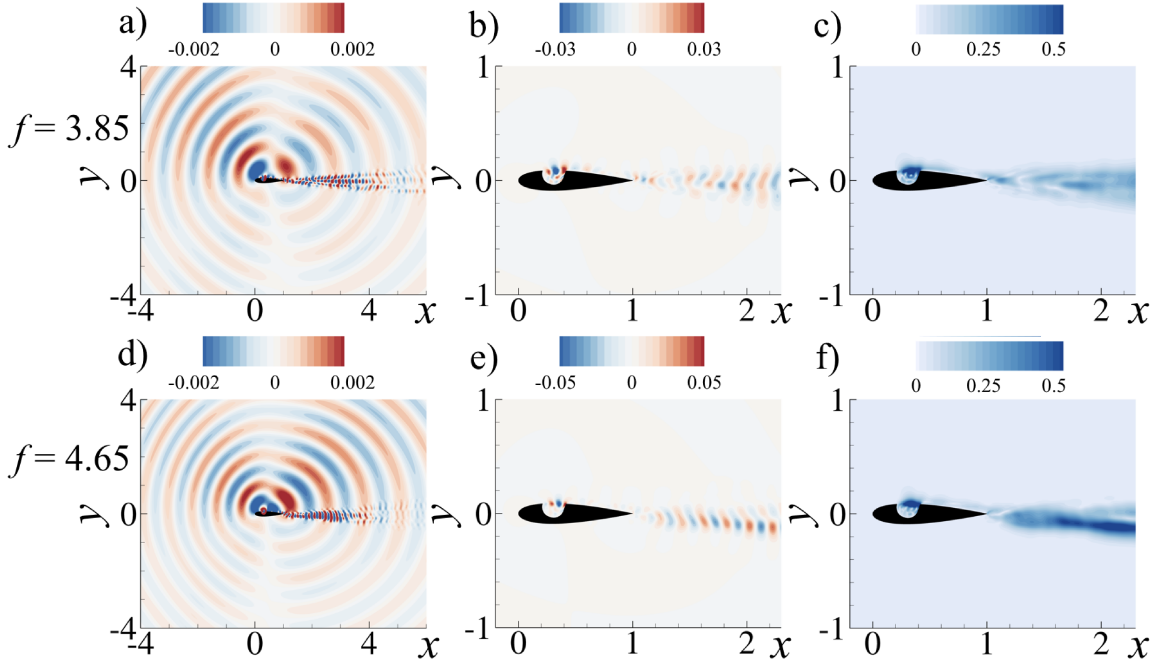 a) b) c)
-0.002 0 0.002 -0.03 0 0.03 0 0.25 0.5
f = 3.85
4 1 1
y 0 y 0 y 0
-4 -1 -1
-4 0 4 x 0 1 2 x 0 1 2 x
d) e) f)
-0.002 0 0.002 -0.05 0 0.05 0 0.25 0.5
f = 4.65
4 1 1
y 0 y 0 y 0
-4 -1 -1
-4 0 4 x 0 1 2 x 0 1 2 x